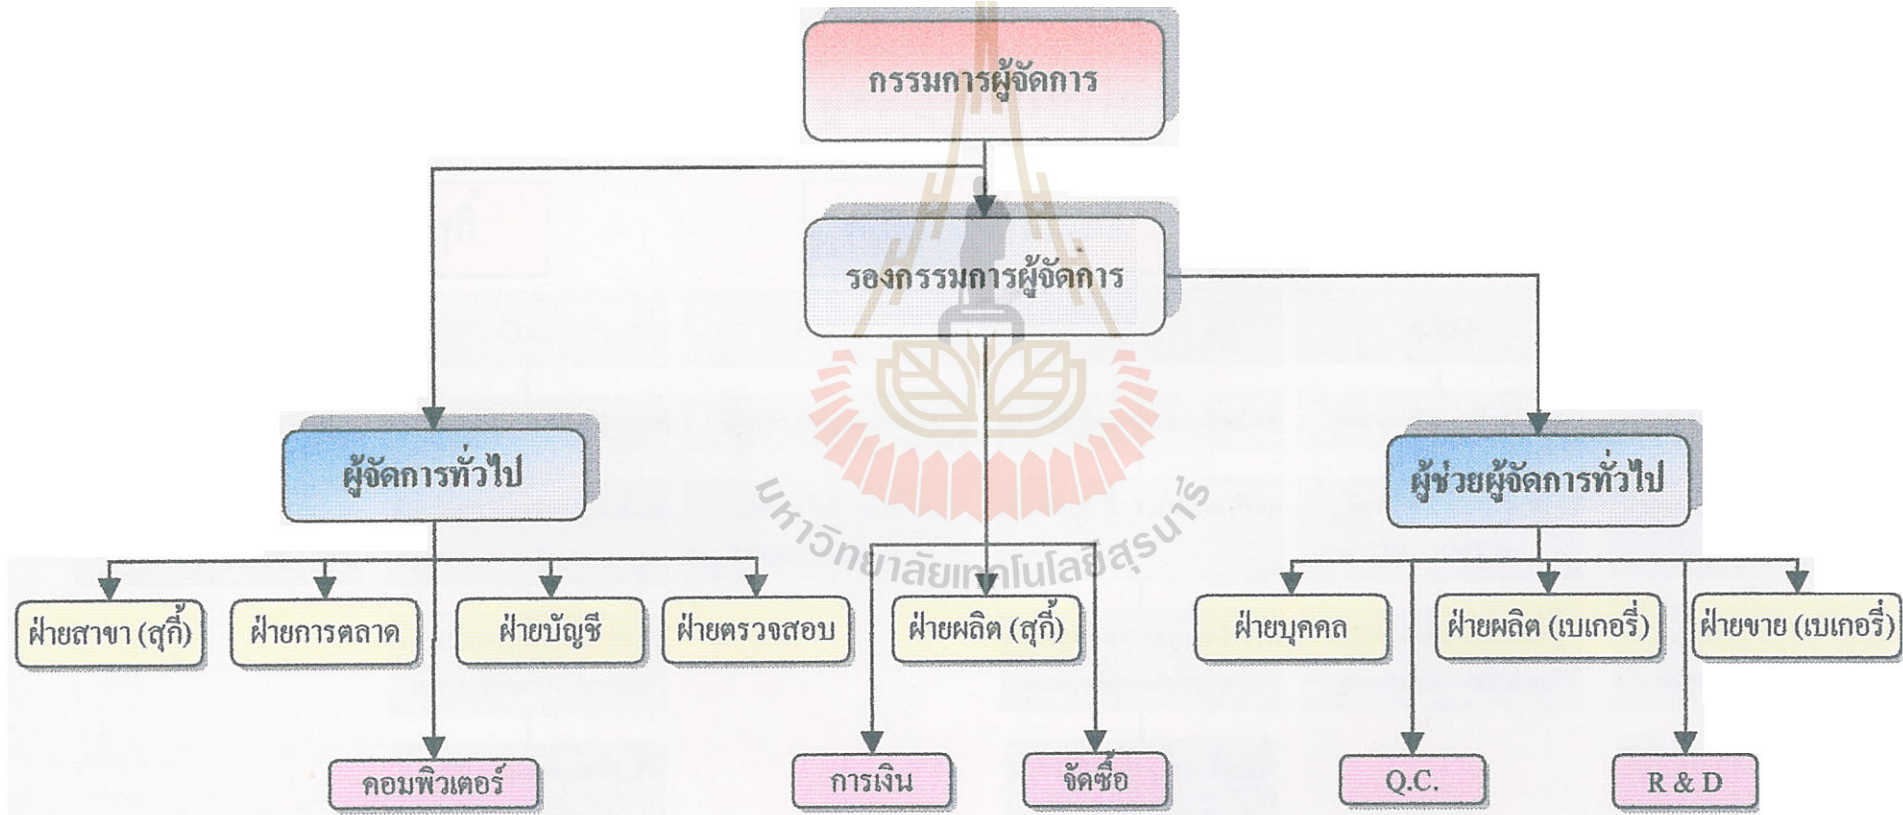 กรรมการผู้จัดการ
รองกรรมการผู้จัดการ
ผู้จัดการทั่วไป
ผู้ช่วยผู้จัดการทั่วไป
มหาวิทยาลัยเทคโนโลยีสุรนารี
ฝ่ายสาขา (สุกี้)
ฝ่ายการตลาด
ฝ่ายบัญชี
ฝ่ายตรวจสอบ
ฝ่ายผลิต (สุกี้)
ฝ่ายบุคคล
ฝ่ายผลิต (เบเกอรี่)
ฝ่ายขาย (เบเกอรี่)
คอมพิวเตอร์
การเงิน
จัดซื้อ
Q.C.
R & D